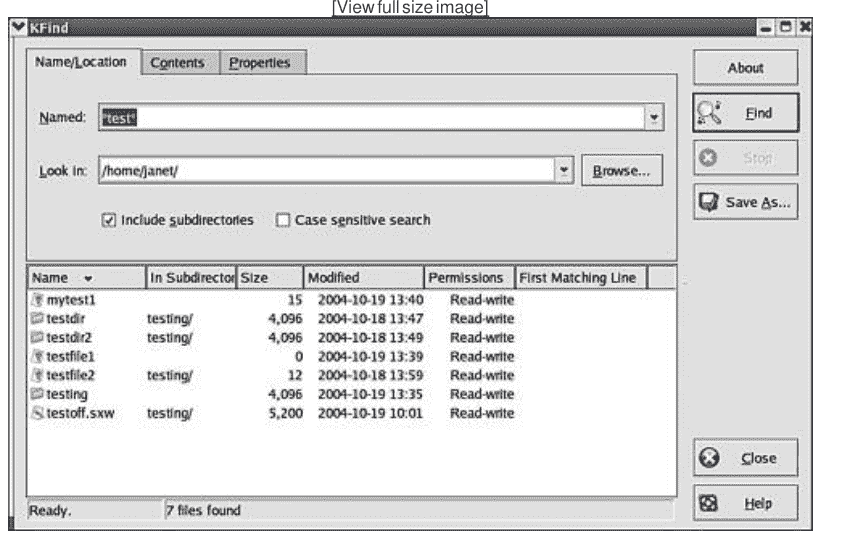 [View full size image]
KFind
Name/Location Contents Properties
About
Named: *test*
Find
Look in: /home/janet/ Browse...
Stop
Save As...
Include subdirectories Case sensitive search
Name In Subdirector Size Modified Permissions First Matching Line
mytest1 15 2004-10-19 13:40 Read-write
testdir testing/ 4,096 2004-10-18 13:47 Read-write
testdir2 testing/ 4,096 2004-10-18 13:49 Read-write
testfile1 0 2004-10-19 13:39 Read-write
testfile2 testing/ 12 2004-10-18 13:59 Read-write
testing 4,096 2004-10-19 13:35 Read-write
testoff.sxw testing/ 5,200 2004-10-19 10:01 Read-write
Close
Help
Ready. 7 files found